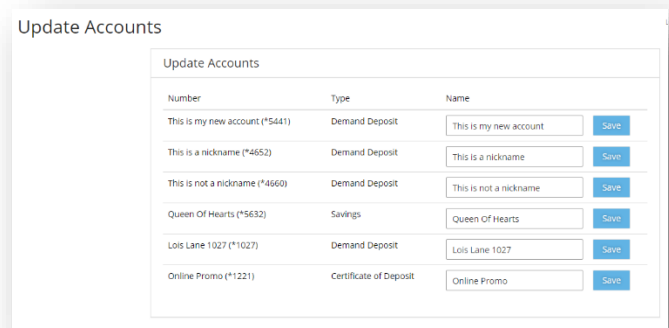 Update Accounts
Update Accounts
Number Type Name
This is my new account (*5441) Demand Deposit This is my new account Save
This is a nickname (*4652) Demand Deposit This is a nickname Save
This is not a nickname (*4660) Demand Deposit This is not a nickname Save
Queen Of Hearts (*5632) Savings Queen Of Hearts Save
Lois Lane 1027 (*1027) Demand Deposit Lois Lane 1027 Save
Online Promo (*1221) Certificate of Deposit Online Promo Save